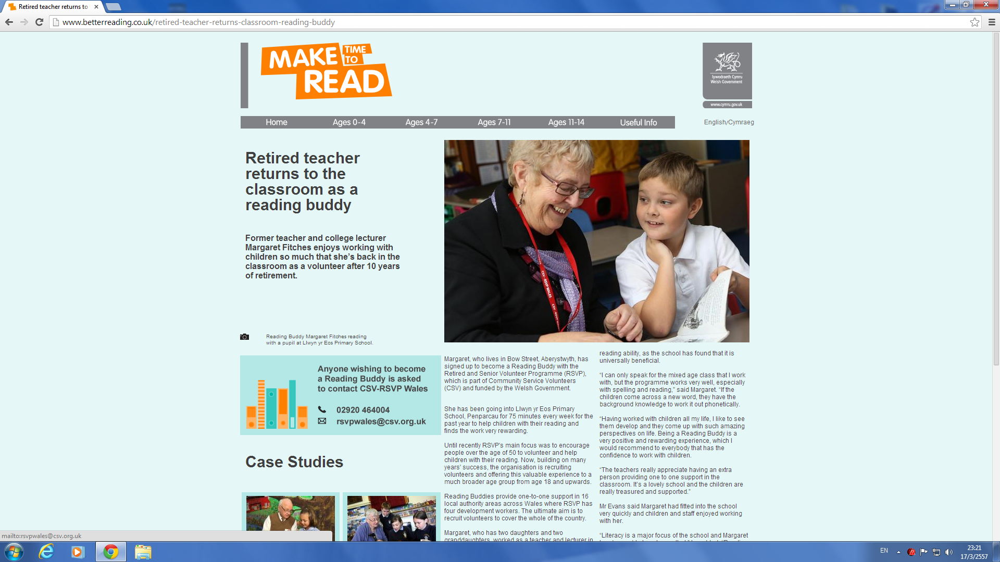 Retired teacher returns to
www.betterreading.co.uk/retired-teacher-returns-classroom-reading-buddy
MAKE TIME TO READ
lywodraeth Cymru
Welsh Government
www.cymru.gov.uk
Home Ages 0-4 Ages 4-7 Ages 7-11 Ages 11-14 Useful Info
English/Cymraeg
Retired teacher
returns to the
classroom as a
reading buddy
Former teacher and college lecturer
Margaret Fitches enjoys working with
children so much that she's back in the
classroom as a volunteer after 10 years
of retirement.
CSV - RSVP WALES
CSV - RSVP WALES
Reading Buddy Margaret Fitches reading
with a pupil at Llwyn yr Eos Primary School.
Anyone wishing to become
a Reading Buddy is asked
to contact CSV-RSVP Wales
02920 464004
rsvpwales@csv.org.uk
Case Studies
Margaret, who lives in Bow Street, Aberystwyth, has
signed up to become a Reading Buddy with the
Retired and Senior Volunteer Programme (RSVP),
which is part of Community Service Volunteers
(CSV) and funded by the Welsh Government.
She has been going into Llwyn yr Eos Primary
School, Penparcau for 75 minutes every week for the
past year to help children with their reading and
finds the work very rewarding.
Until recently RSVP's main focus was to encourage
people over the age of 50 to volunteer and help
children with their reading. Now, building on many
years' success, the organisation is recruiting
volunteers and offering this valuable experience to a
much broader age group from age 18 and upwards.
Reading Buddies provide one-to-one support in 16
local authority areas across Wales where RSVP has
four development workers. The ultimate aim is to
recruit volunteers to cover the whole of the country.
Margaret, who has two daughters and two
granddaughters, worked as a teacher and lecturer in
reading ability, as the school has found that it is
universally beneficial.
“I can only speak for the mixed age class that I work
with, but the programme works very well, especially
with spelling and reading,” said Margaret. “If the
children come across a new word, they have the
background knowledge to work it out phonetically.
“Having worked with children all my life, I like to see
them develop and they come up with such amazing
perspectives on life. Being a Reading Buddy is a
very positive and rewarding experience, which I
would recommend to everybody that has the
confidence to work with children.
“The teachers really appreciate having an extra
person providing one to one support in the
classroom. It’s a lovely school and the children are
really treasured and supported.”
Mr Evans said Margaret had fitted into the school
very quickly and children and staff enjoyed working
with her.
“Literacy is a major focus of the school and Margaret
mailto:rsvpwales@csv.org.uk
EN
23:21
17/3/2557